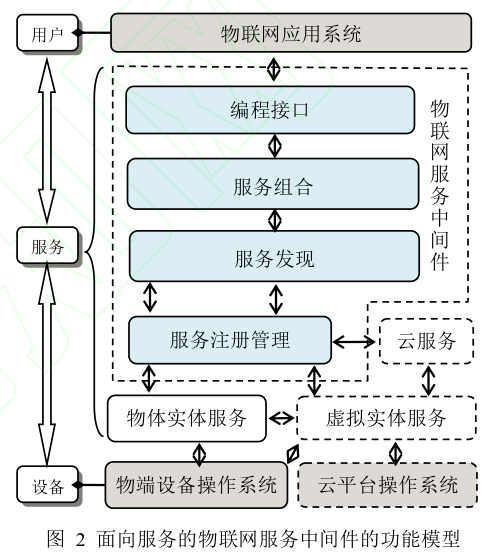 用户
物联网应用系统
编程接口
物联网服务中间件
服务组合
服务
服务发现
服务注册管理
云服务
物体实体服务
虚拟实体服务
设备
物端设备操作系统
云平台操作系统
图 2 面向服务的物联网服务中间件的功能模型